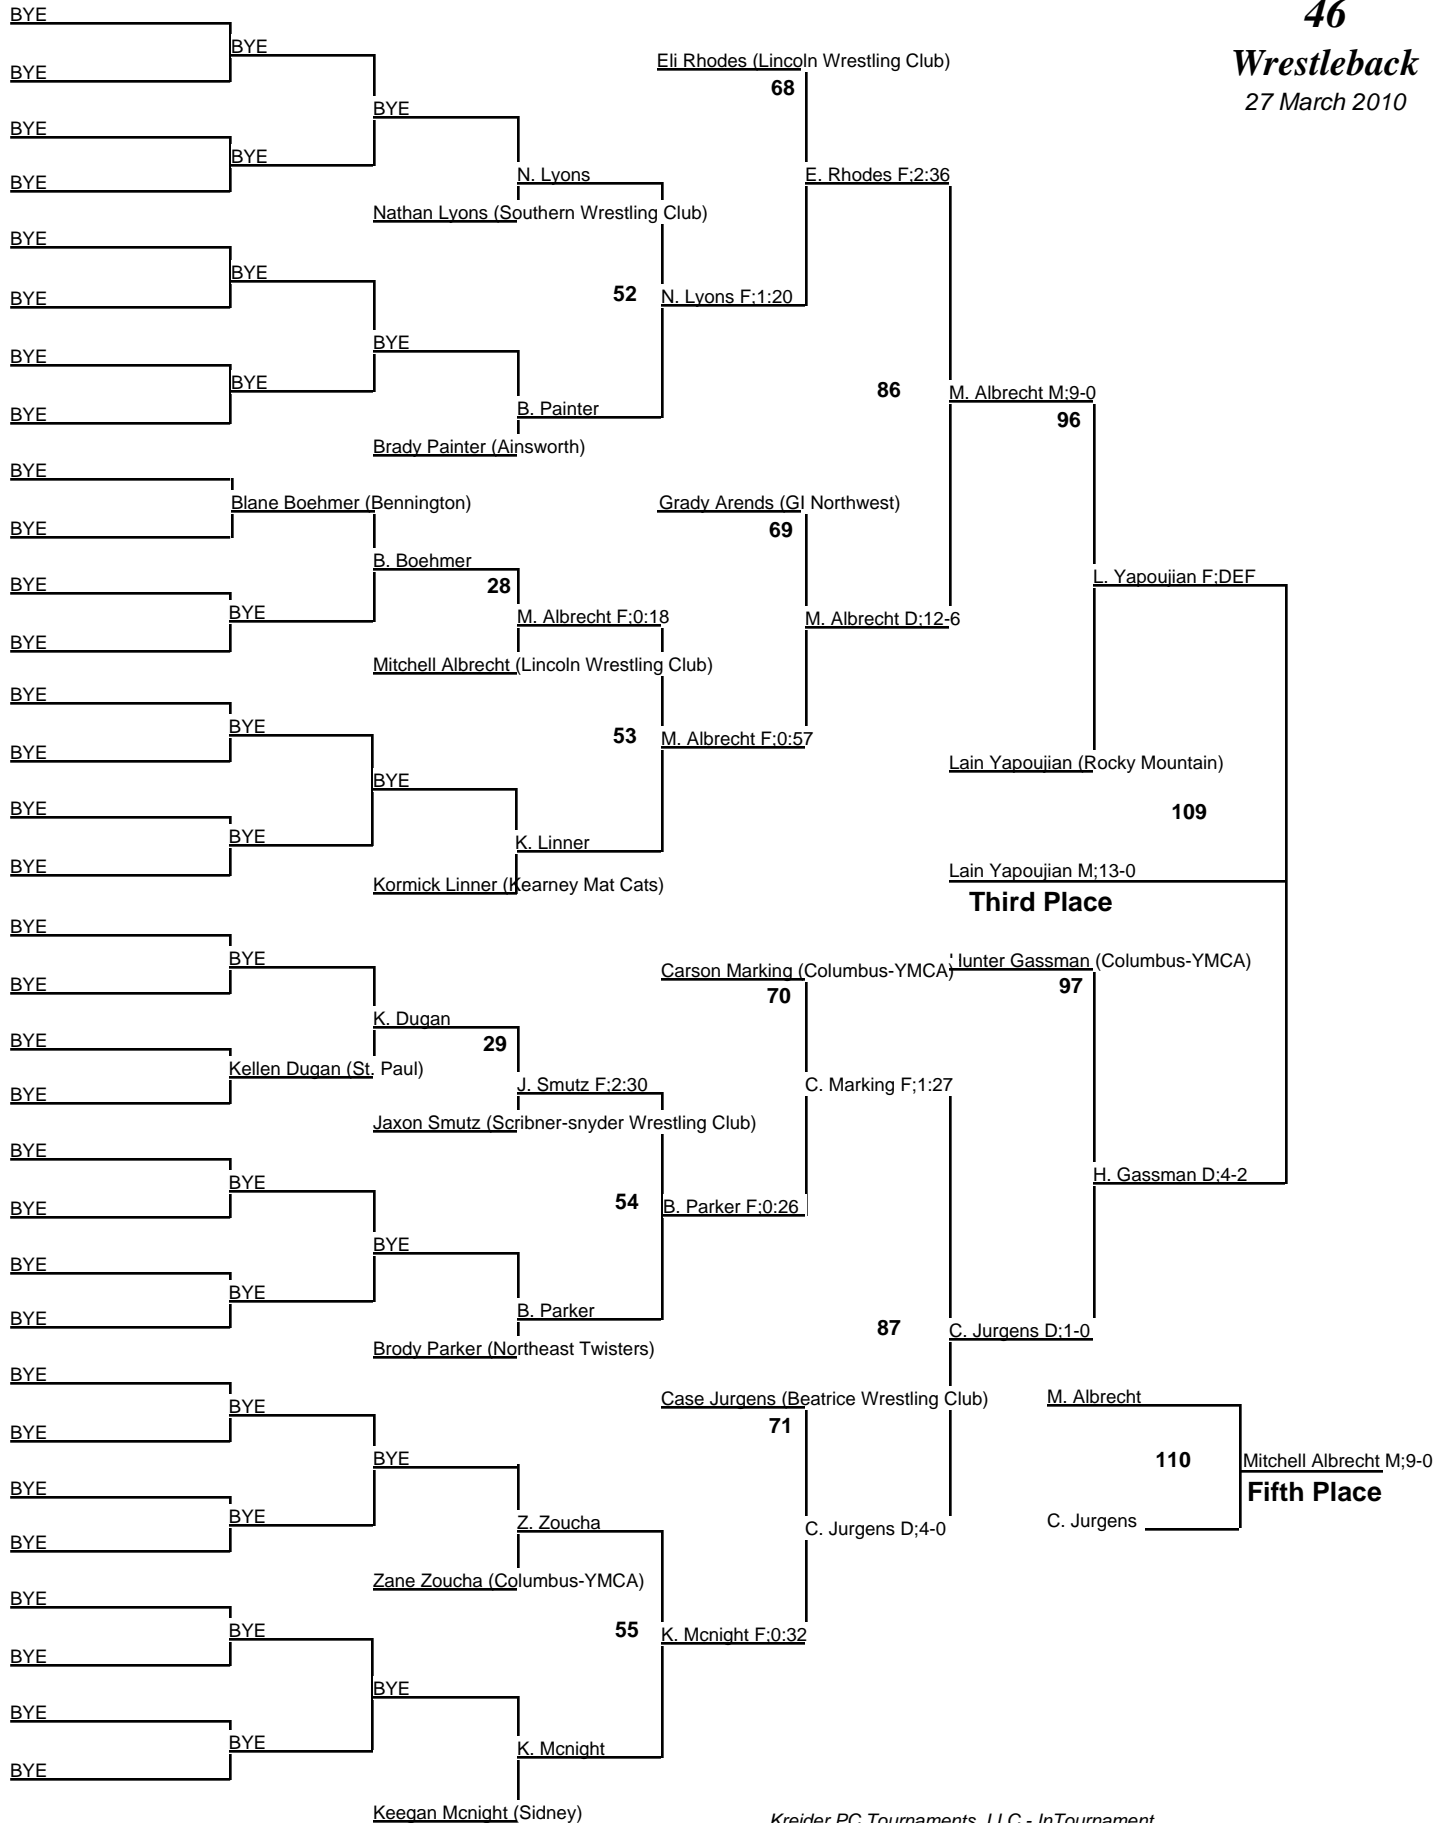 46
Wrestleback
27 March 2010
BYE
BYE
BYE
Eli Rhodes (Lincoln Wrestling Club)
BYE
68
BYE
BYE
BYE
N. Lyons
E. Rhodes F;2:36
BYE
Nathan Lyons (Southern Wrestling Club)
BYE
BYE
BYE
52
N. Lyons F;1:20
BYE
BYE
BYE
86
M. Albrecht M;9-0
BYE
B. Painter
96
Brady Painter (Ainsworth)
BYE
Blane Boehmer (Bennington)
Grady Arends (GI Northwest)
BYE
69
B. Boehmer
BYE
28
L. Yapoujian F;DEF
BYE
M. Albrecht F;0:18
M. Albrecht D;12-6
BYE
Mitchell Albrecht (Lincoln Wrestling Club)
BYE
BYE
53
M. Albrecht F;0:57
BYE
Lain Yapoujian (Rocky Mountain)
BYE
BYE
109
BYE
K. Linner
BYE
Lain Yapoujian M;13-0
Kormick Linner (Kearney Mat Cats)
Third Place
BYE
BYE
Carson Marking (Columbus-YMCA)
Hunter Gassman (Columbus-YMCA)
BYE
70
97
K. Dugan
BYE
29
Kellen Dugan (St. Paul)
J. Smutz F;2:30
C. Marking F;1:27
BYE
Jaxon Smutz (Scribner-snyder Wrestling Club)
BYE
BYE
H. Gassman D;4-2
BYE
54
B. Parker F;0:26
BYE
BYE
BYE
BYE
B. Parker
87
C. Jurgens D;1-0
Brody Parker (Northeast Twisters)
BYE
BYE
Case Jurgens (Beatrice Wrestling Club)
M. Albrecht
BYE
71
BYE
110
Mitchell Albrecht M;9-0
BYE
Fifth Place
BYE
Z. Zoucha
C. Jurgens D;4-0
C. Jurgens
BYE
Zane Zoucha (Columbus-YMCA)
BYE
BYE
55
K. Mcnight F;0:32
BYE
BYE
BYE
BYE
K. Mcnight
BYE
Keegan Mcnight (Sidney)
Kreider PC Tournaments, LLC - InTournament